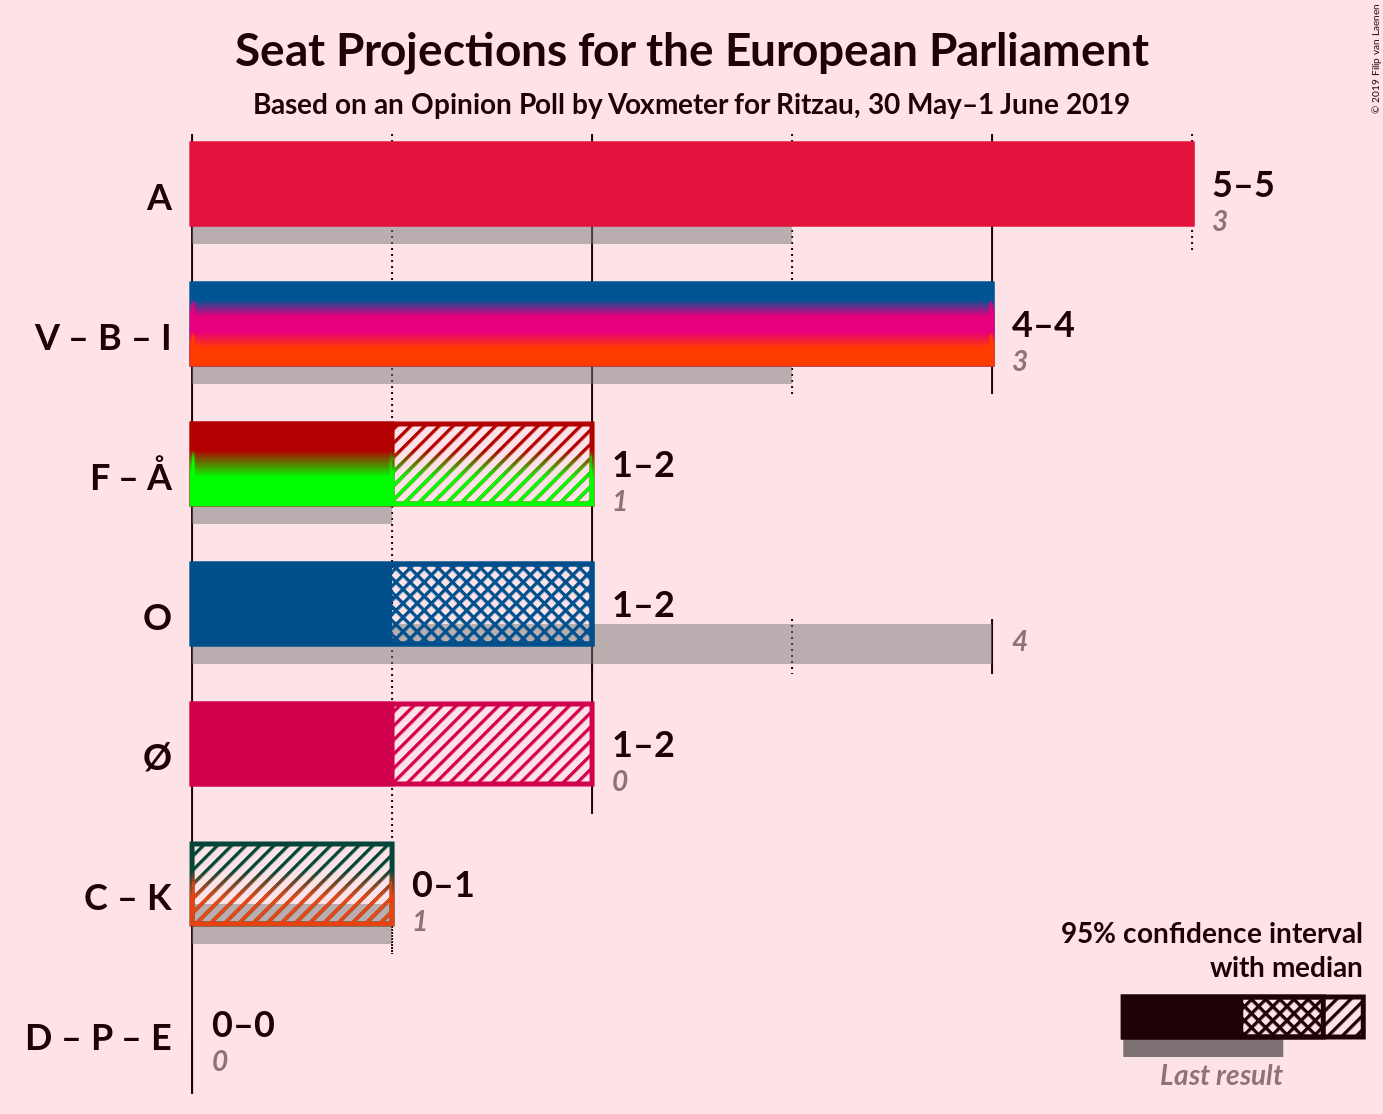 Seat Projections for the European Parliament
Based on an Opinion Poll by Voxmeter for Ritzau, 30 May–1 June 2019
© 2019 Filip van Laenen
A
5–5
3
V – B – I
4–4
3
F – Å
1–2
1
O
1–2
4
Ø
1–2
0
C – K
0–1
1
D – P – E
0–0
0
95% confidence interval
with median
Last result